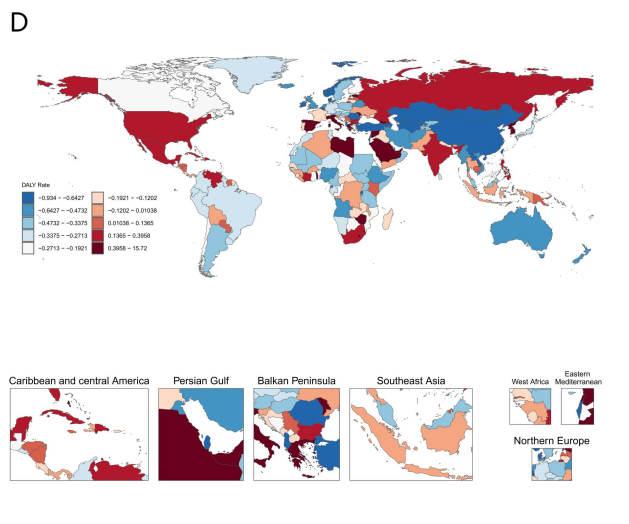 D
DALY Rate
−0.934 − −0.6427
−0.6427 − −0.4732
−0.4732 − −0.3375
−0.3375 − −0.2713
−0.2713 − −0.1921
−0.1921 − −0.1202
−0.1202 − 0.01038
0.01038 − 0.1365
0.1365 − 0.3958
0.3958 − 15.72
Caribbean and central America
Persian Gulf
Balkan Peninsula
Southeast Asia
West Africa
Eastern
Mediterranean
Northern Europe